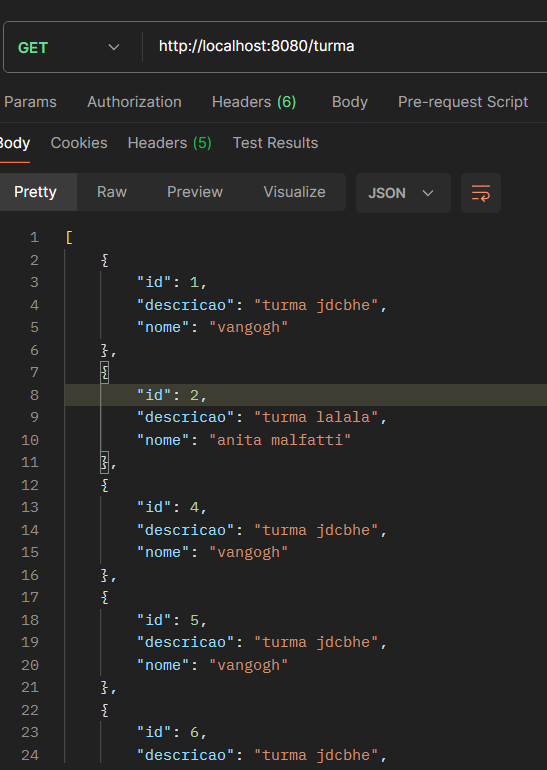 GET http://localhost:8080/turma
Params Authorization Headers (6) Body Pre-request Script
Body Cookies Headers (5) Test Results
Pretty Raw Preview Visualize JSON
1 [
2 {
3 "id": 1,
4 "descricao": "turma jdcbhe",
5 "nome": "vangogh"
6 },
7 {
8 "id": 2,
9 "descricao": "turma lalala",
10 "nome": "anita malfatti"
11 },
12 {
13 "id": 4,
14 "descricao": "turma jdcbhe",
15 "nome": "vangogh"
16 },
17 {
18 "id": 5,
19 "descricao": "turma jdcbhe",
20 "nome": "vangogh"
21 },
22 {
23 "id": 6,
24 "descricao": "turma jdcbhe",